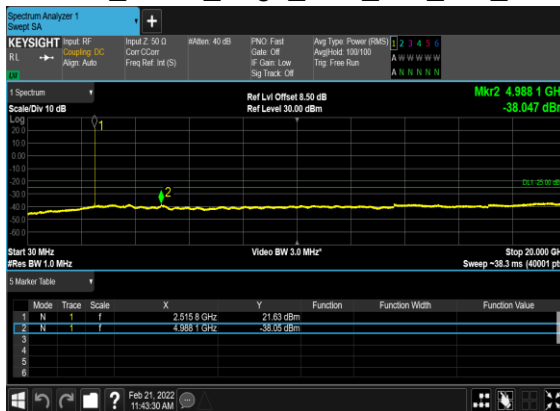 Spectrum Analyzer 1
Swept SA
KEYSIGHT
RL
Input: RF
Coupling: DC
Align: Auto
Input Z: 50 Ω
Corr CCorr
Freq Ref: Int (S)
#Atten: 40 dB
PNO: Fast
Gate: Off
IF Gain: Low
Sig Track: Off
Avg Type: Power (RMS)
Avg|Hold: 100/100
Trig: Free Run
1 2 3 4 5 6
A W W W W W
A N N N N N
1 Spectrum
Scale/Div 10 dB
Ref Lvl Offset 8.50 dB
Ref Level 30.00 dBm
Mkr2 4.988 1 GH
-38.047 dBr
Log
20.0
10.0
0.00
-10.0
-20.0
-30.0
-40.0
-50.0
-60.0
1
2
DL1 -25.00 dB
Start 30 MHz
#Res BW 1.0 MHz
Video BW 3.0 MHz*
Stop 20.000 GH
Sweep ~38.3 ms (40001 pt
5 Marker Table
Mode Trace Scale X Y Function Function Width Function Value
1 N 1 f 2.515 8 GHz 21.63 dBm
2 N 1 f 4.988 1 GHz -38.05 dBm
3
4
5
6
?
Feb 21, 2022
11:43:30 AM